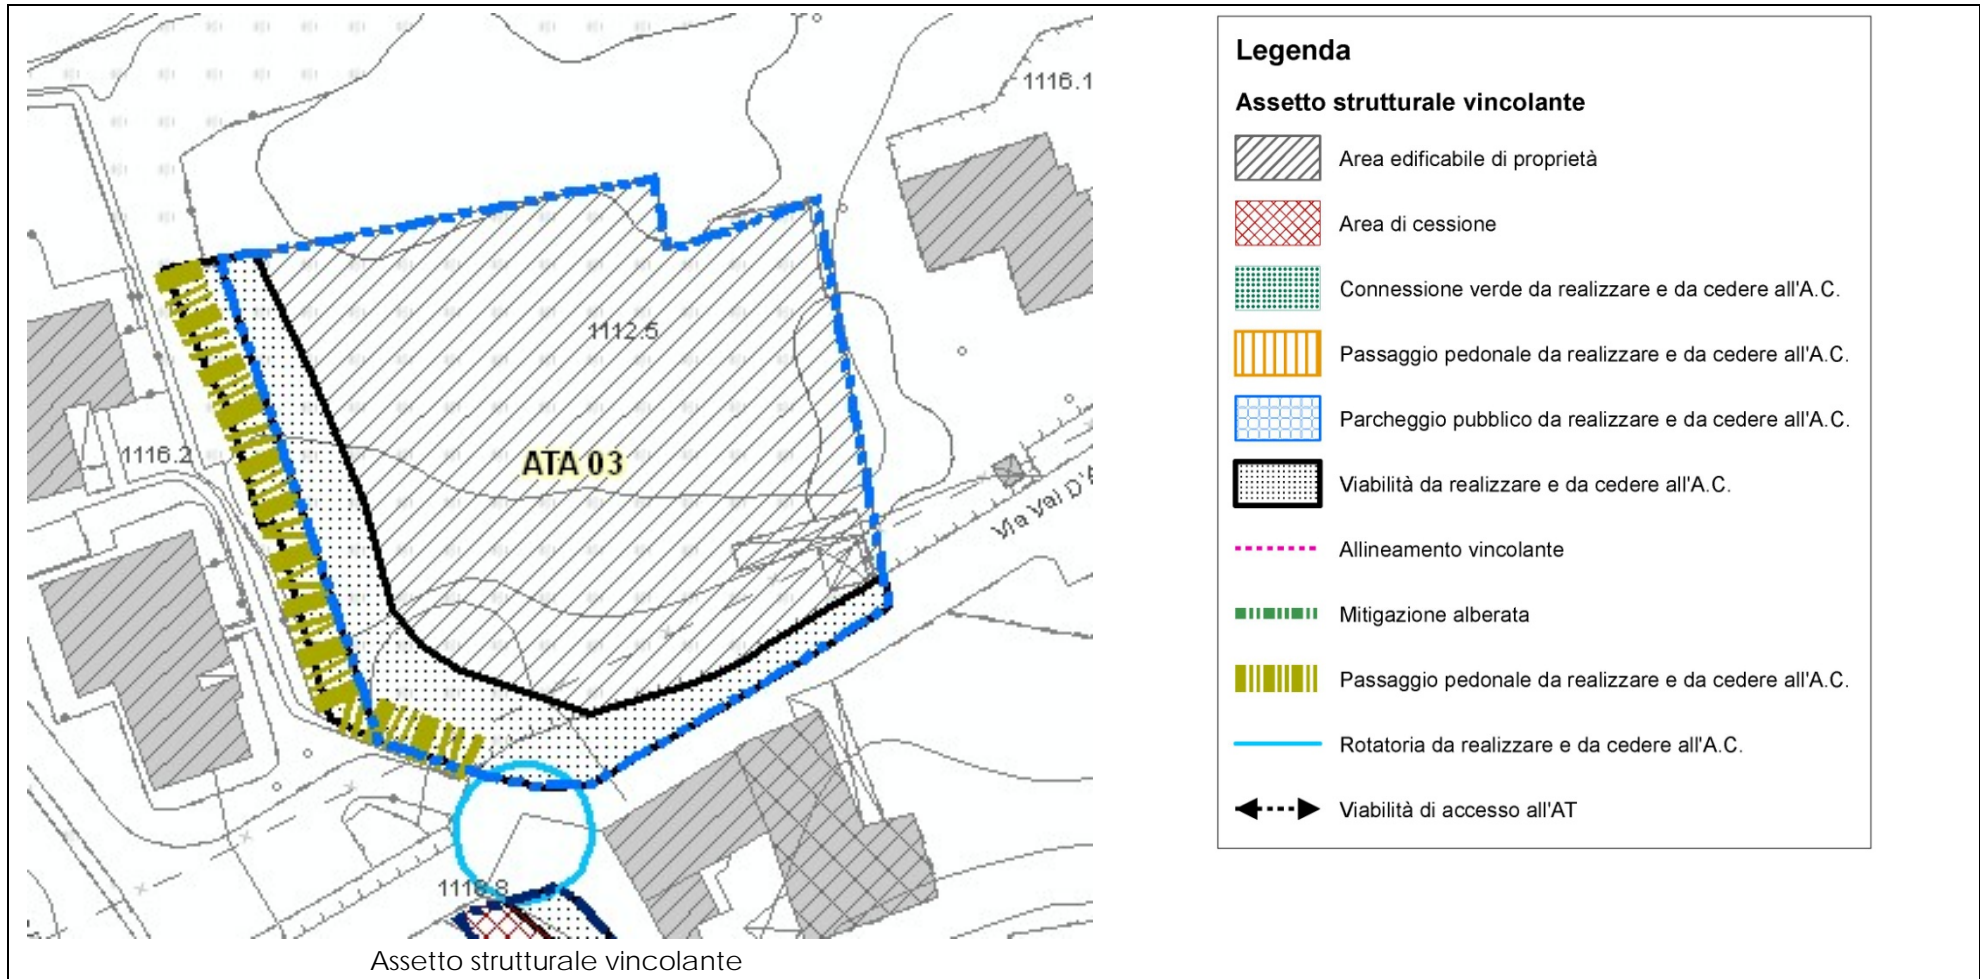 1116.1
1112.5
ATA 03
1116.2
Via Val D'A
Assetto strutturale vincolante
Legenda
Assetto strutturale vincolante
Area edificabile di proprietà
Area di cessione
Connessione verde da realizzare e da cedere all'A.C.
Passaggio pedonale da realizzare e da cedere all'A.C.
Parcheggio pubblico da realizzare e da cedere all'A.C.
Viabilità da realizzare e da cedere all'A.C.
Allineamento vincolante
Mitigazione alberata
Passaggio pedonale da realizzare e da cedere all'A.C.
Rotatoria da realizzare e da cedere all'A.C.
Viabilità di accesso all'AT